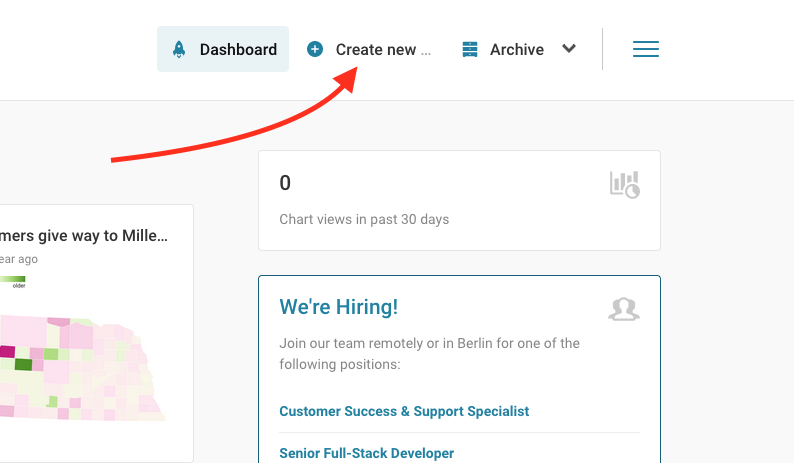 Dashboard
Create new ...
Archive
0
Chart views in past 30 days
mers give way to Mille...
ear ago
older
We're Hiring!
Join our team remotely or in Berlin for one of the
following positions:
Customer Success & Support Specialist
Senior Full-Stack Developer